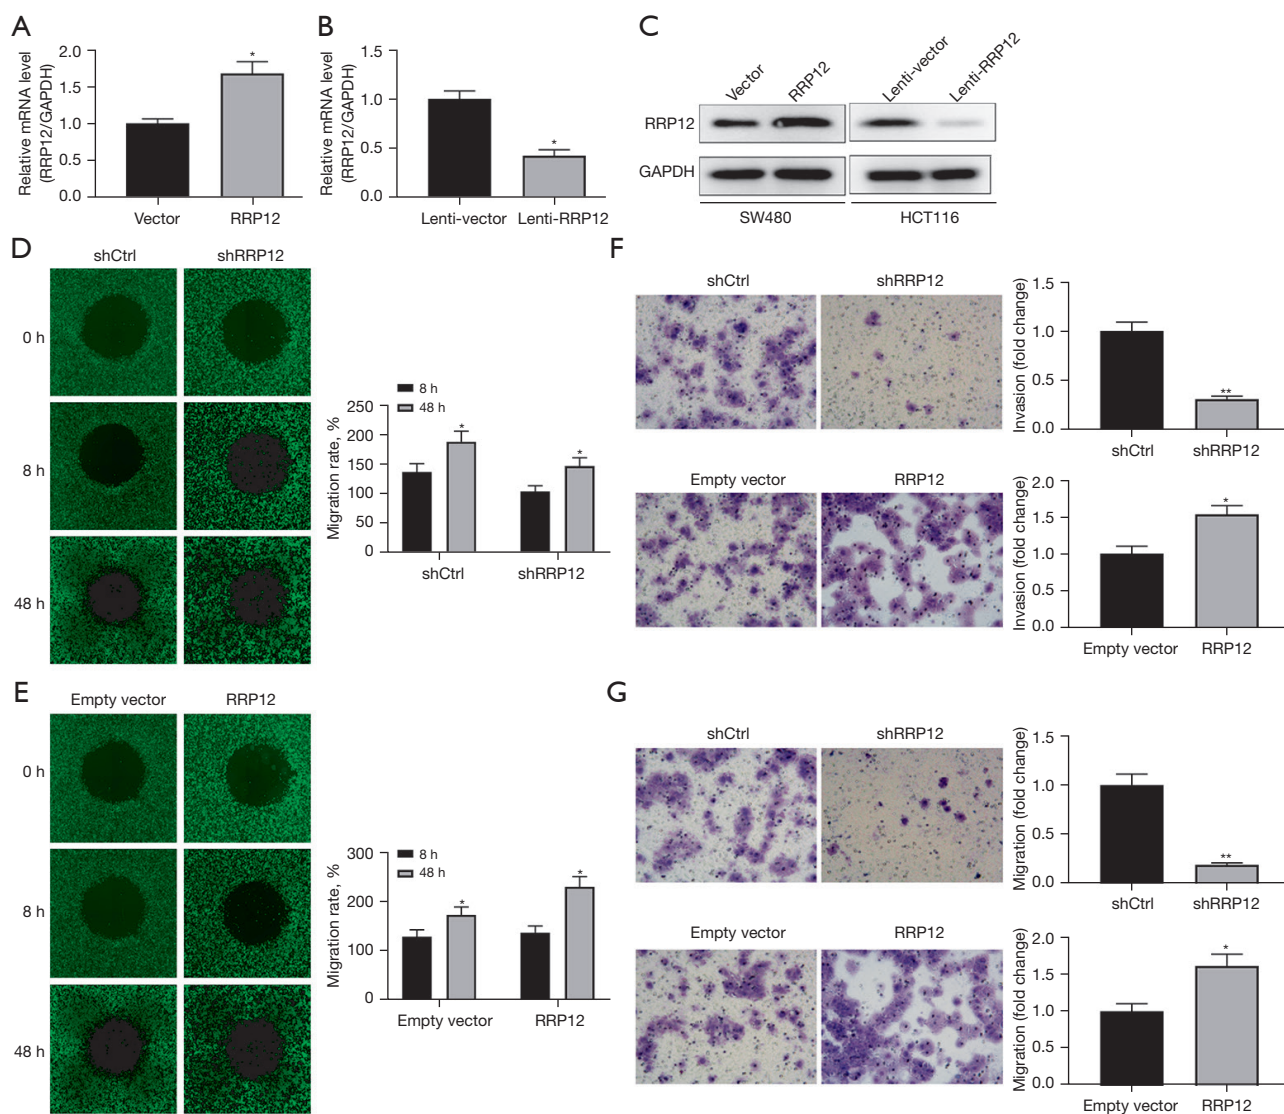 A
Relative mRNA level
(RRP12/GAPDH)
2.0
1.5
1.0
0.5
0.0
*
Vector
RRP12
B
Relative mRNA level
(RRP12/GAPDH)
1.5
1.0
0.5
0.0
*
Lenti-vector
Lenti-RRP12
C
Vector
RRP12
Lenti-vector
Lenti-RRP12
RRP12
GAPDH
SW480
HCT116
D
shCtrl
shRRP12
0 h
8 h
48 h
8 h
48 h
Migration rate, %
250
200
150
100
50
0
*
*
shCtrl
shRRP12
E
Empty vector
RRP12
0 h
8 h
48 h
8 h
48 h
Migration rate, %
300
200
100
0
*
*
Empty vector
RRP12
F
shCtrl
shRRP12
Invasion (fold change)
1.5
1.0
0.5
0.0
**
shCtrl
shRRP12
Empty vector
RRP12
Invasion (fold change)
2.0
1.5
1.0
0.5
0.0
*
Empty vector
RRP12
G
shCtrl
shRRP12
Migration (fold change)
1.5
1.0
0.5
0.0
**
shCtrl
shRRP12
Empty vector
RRP12
Migration (fold change)
2.0
1.5
1.0
0.5
0.0
*
Empty vector
RRP12